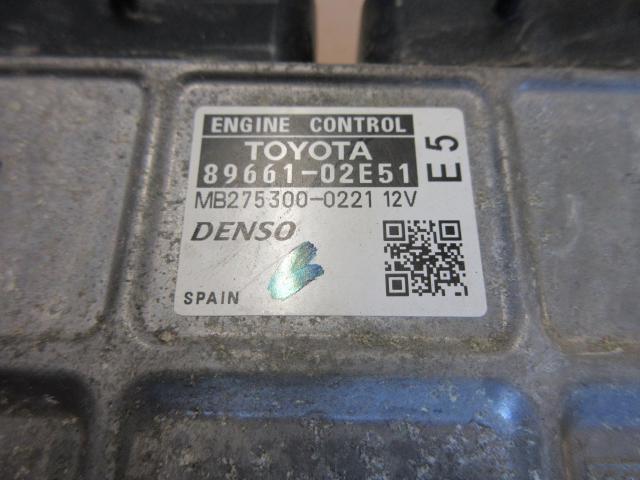 ENGINE CONTROL
TOYOTA
89661-02E51
E5
MB275300-0221 12V
DENSO
SPAIN